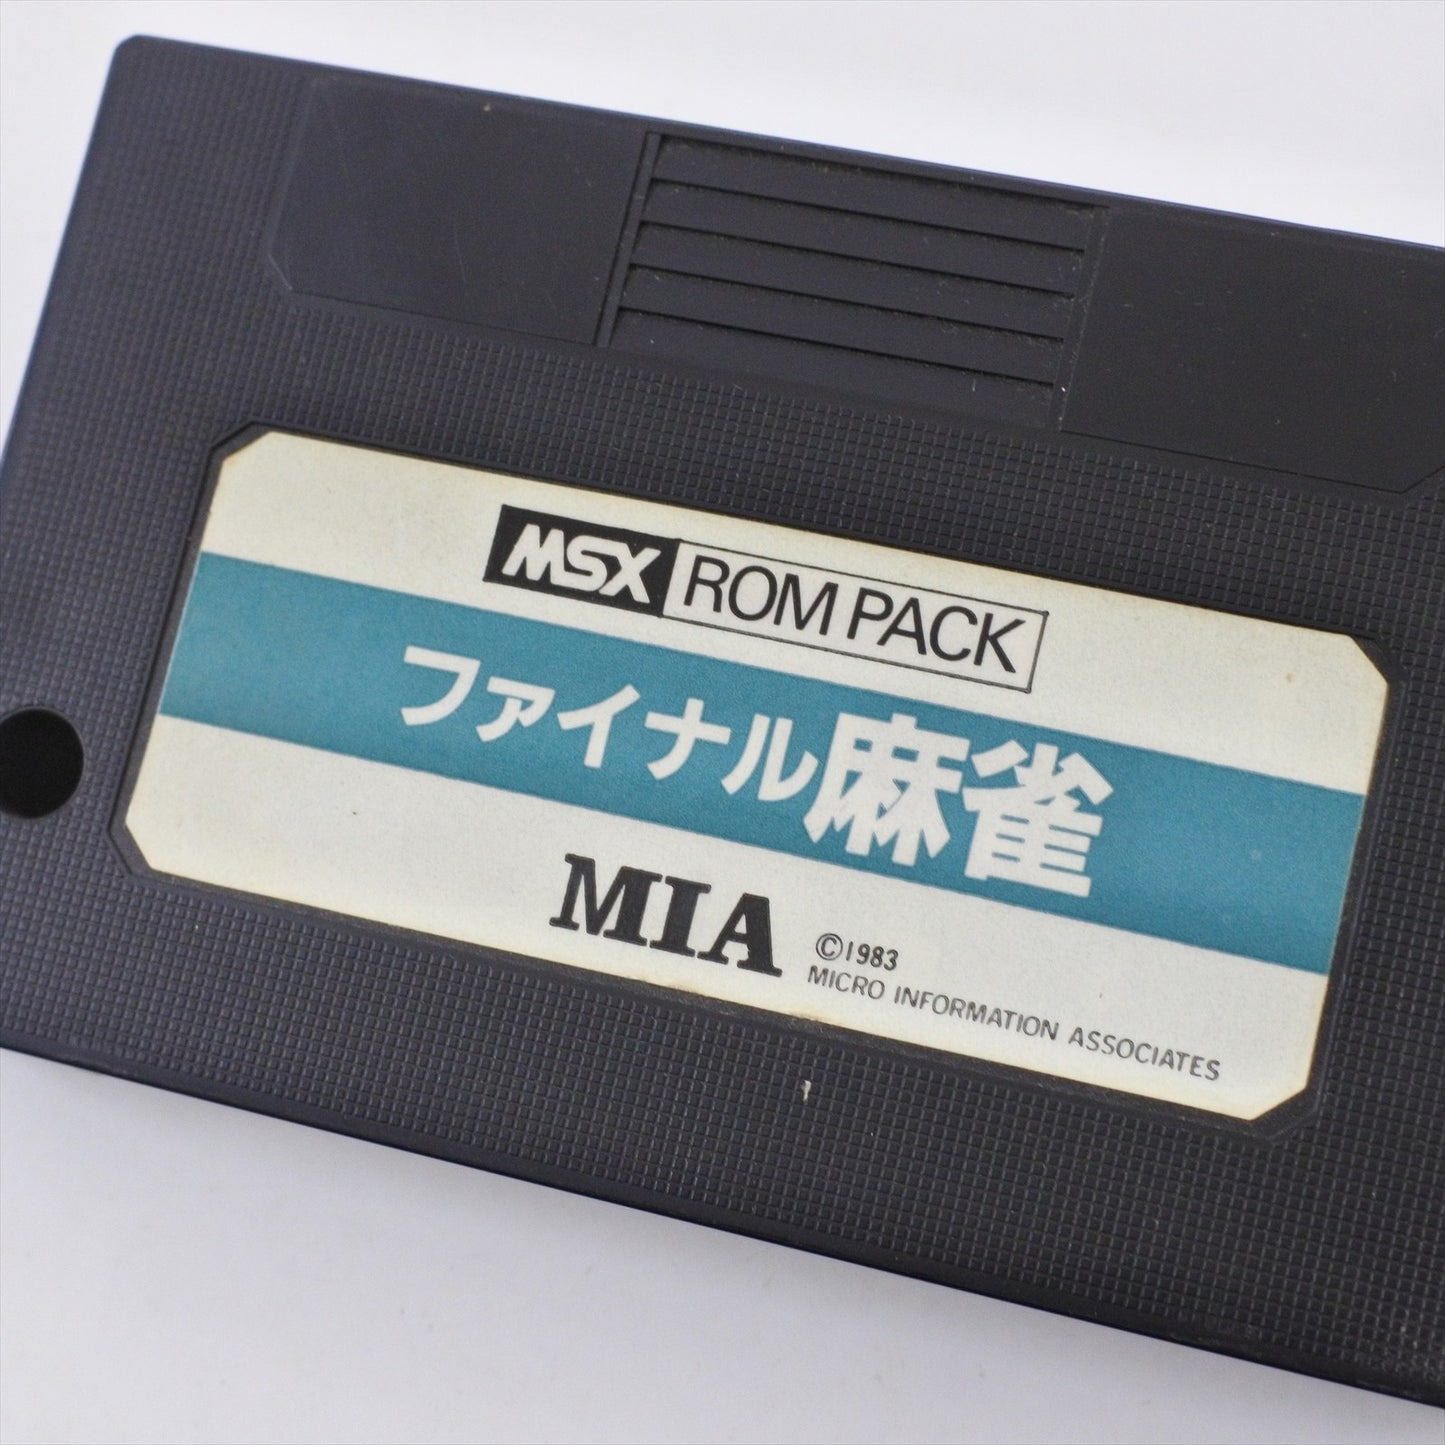 MSX ROM PACK
ファイナル麻雀
MIA ©1983
MICRO INFORMATION ASSOCIATES